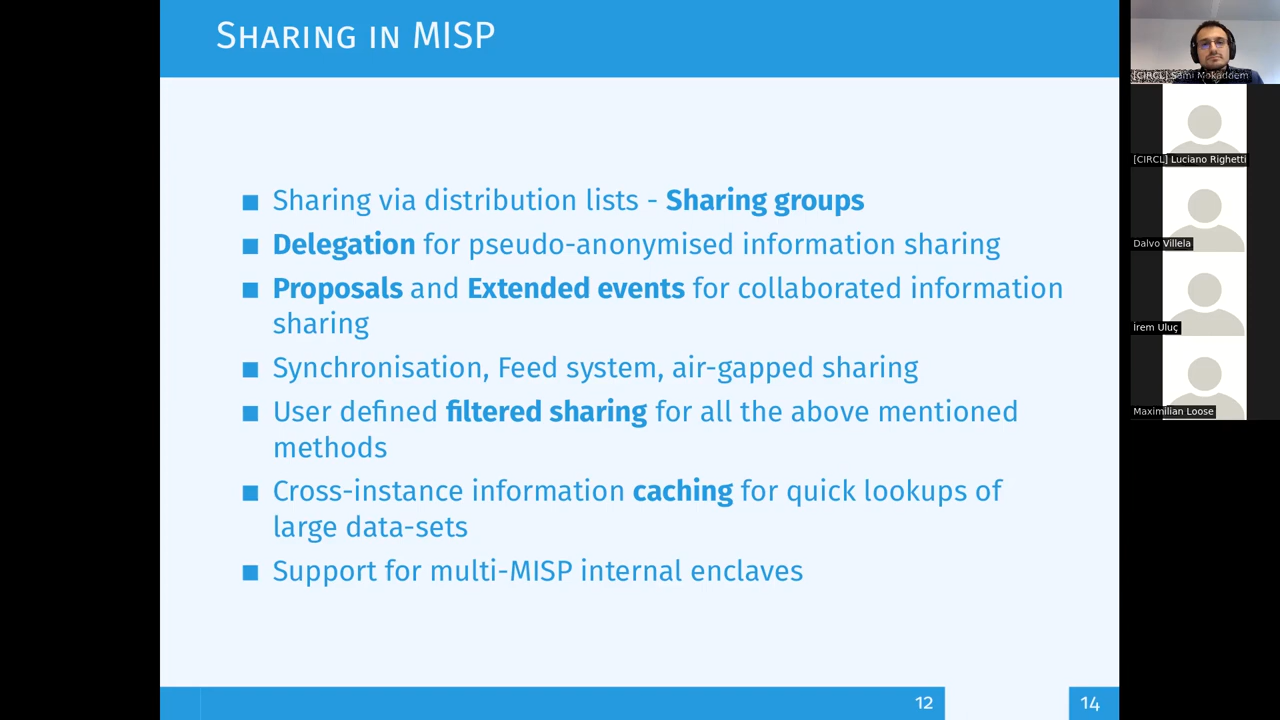 SHARING IN MISP
■ Sharing via distribution lists - Sharing groups
■ Delegation for pseudo-anonymised information sharing
■ Proposals and Extended events for collaborated information
sharing
■ Synchronisation, Feed system, air-gapped sharing
■ User defined filtered sharing for all the above mentioned
methods
■ Cross-instance information caching for quick lookups of
large data-sets
■ Support for multi-MISP internal enclaves
12
14
[CIRCL] Sami Mokaddem
[CIRCL] Luciano Righetti
Dalvo Villela
İrem Uluç
Maximilian Loose